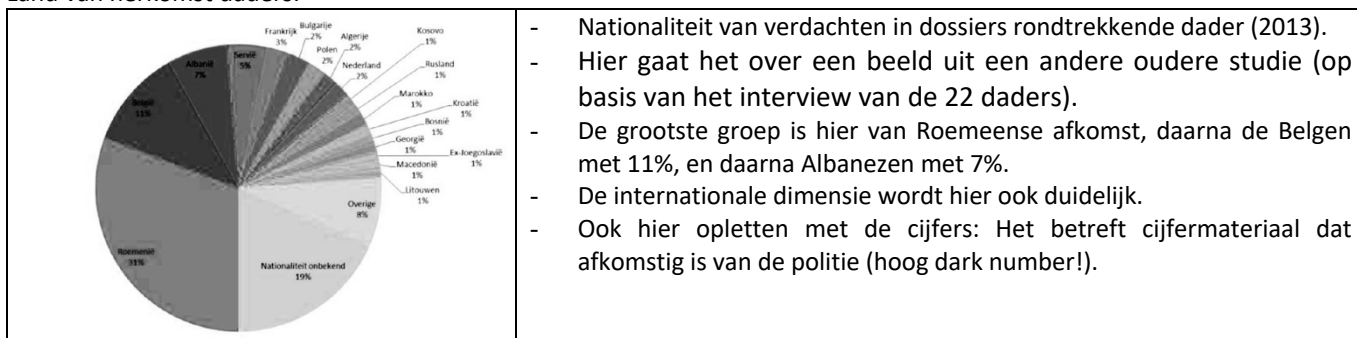 Land van herkomst daders:
Frankrijk
3%
Bulgarije
2%
Polen
2%
Algerije
2%
Nederland
2%
Kosovo
1%
Rusland
1%
Marokko
1%
Kroatië
1%
Bosnië
1%
Georgië
1%
Ex-Joegoslavië
1%
Macedonië
1%
Litouwen
1%
Overige
8%
Nationaliteit onbekend
19%
Roemenië
31%
België
11%
Albanië
7%
Servië
5%
- Nationaliteit van verdachten in dossiers rondtrekkende dader (2013).
- Hier gaat het over een beeld uit een andere oudere studie (op
basis van het interview van de 22 daders).
- De grootste groep is hier van Roemeense afkomst, daarna de Belgen
met 11%, en daarna Albanezen met 7%.
- De internationale dimensie wordt hier ook duidelijk.
- Ook hier opletten met de cijfers: Het betreft cijfermateriaal dat
afkomstig is van de politie (hoog dark number!).